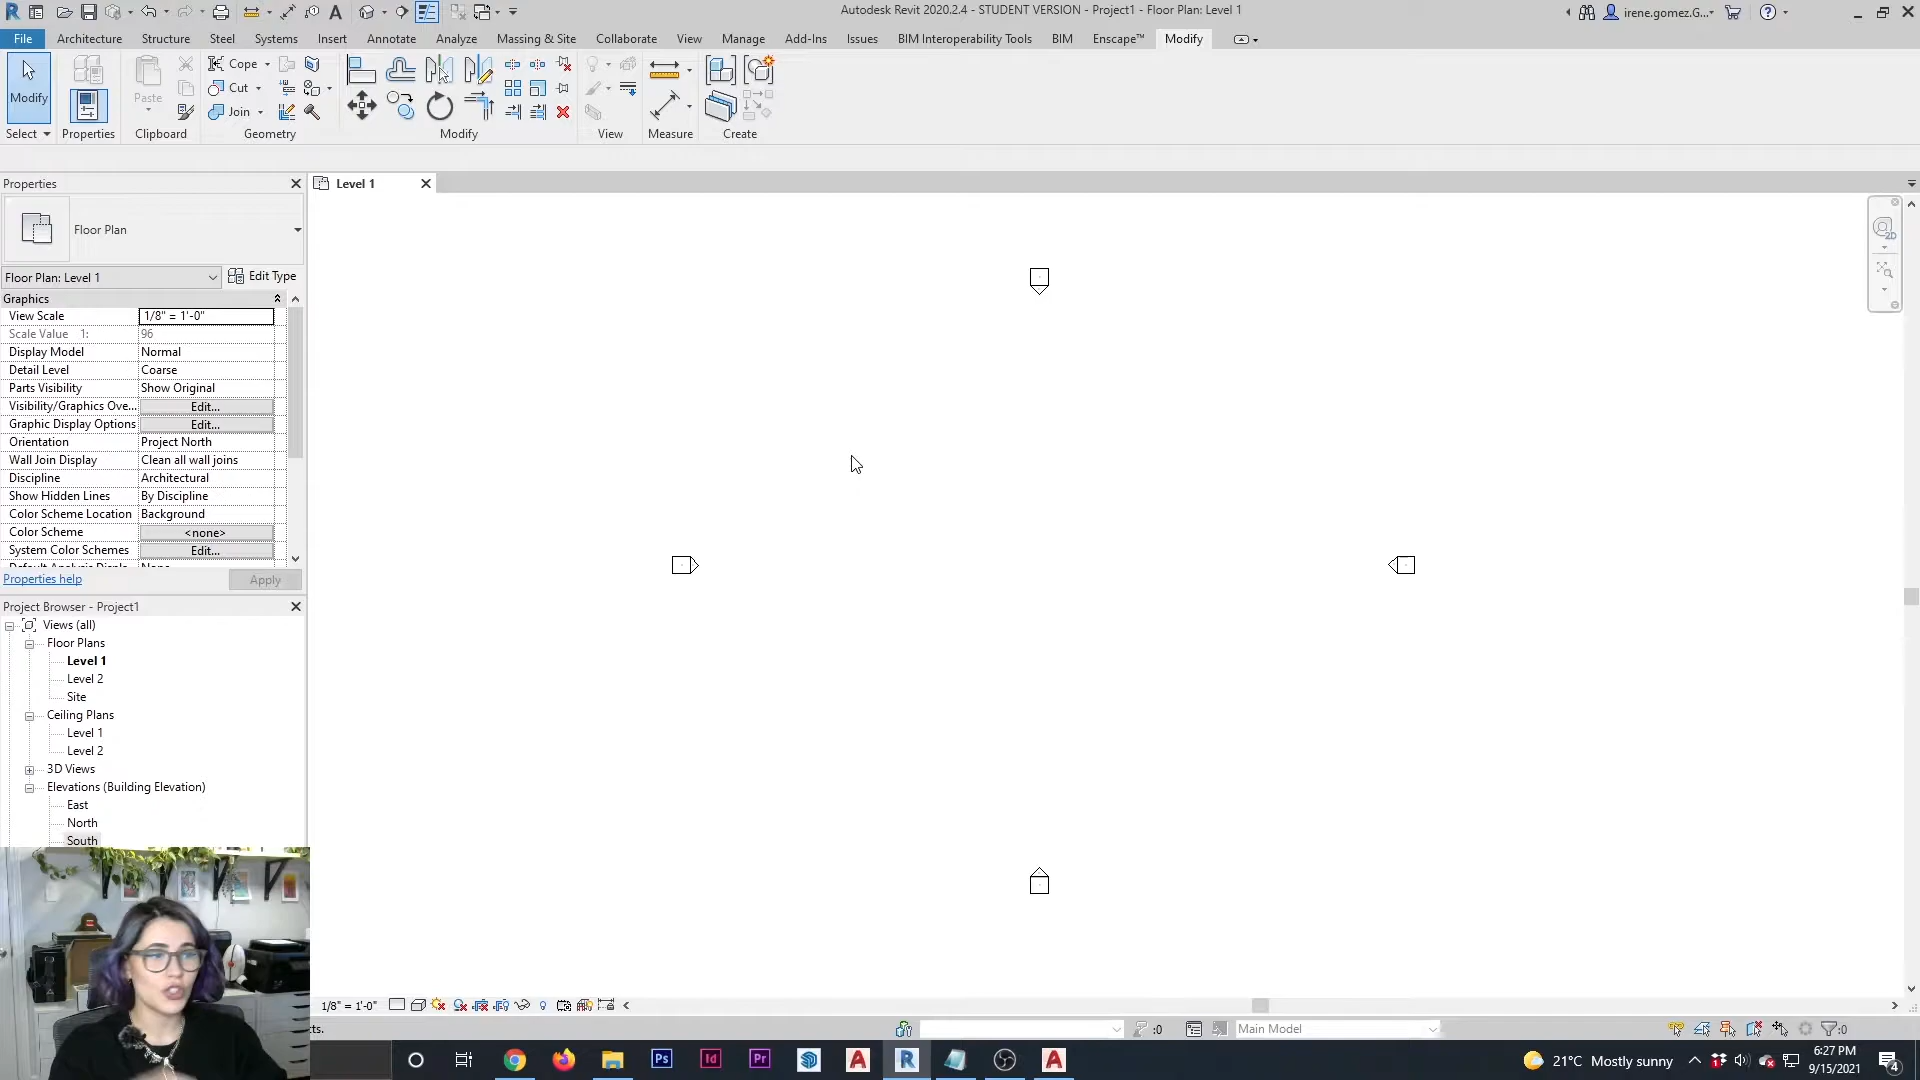 Autodesk Revit 2020.2.4 - STUDENT VERSION - Project1 - Floor Plan: Level 1
irene.gomez.G...
File Architecture Structure Steel Systems Insert Annotate Analyze Massing & Site Collaborate View Manage Add-Ins Issues BIM Interoperability Tools BIM Enscape™ Modify
Modify
Paste
Cope
Cut
Join
Select Properties Clipboard Geometry Modify View Measure Create
Properties
Level 1
Floor Plan
Floor Plan: Level 1
Edit Type
Graphics
View Scale 1/8" = 1'-0"
Scale Value 1: 96
Display Model Normal
Detail Level Coarse
Parts Visibility Show Original
Visibility/Graphics Ove... Edit...
Graphic Display Options Edit...
Orientation Project North
Wall Join Display Clean all wall joins
Discipline Architectural
Show Hidden Lines By Discipline
Color Scheme Location Background
Color Scheme <none>
System Color Schemes Edit...
Properties help
Apply
Project Browser - Project1
Views (all)
Floor Plans
Level 1
Level 2
Site
Ceiling Plans
Level 1
Level 2
3D Views
Elevations (Building Elevation)
East
North
South
2D
1/8" = 1'-0"
cts.
:0
Main Model
:0
Ps
Id
Pr
A
R
A
21°C Mostly sunny
6:27 PM
9/15/2021
4